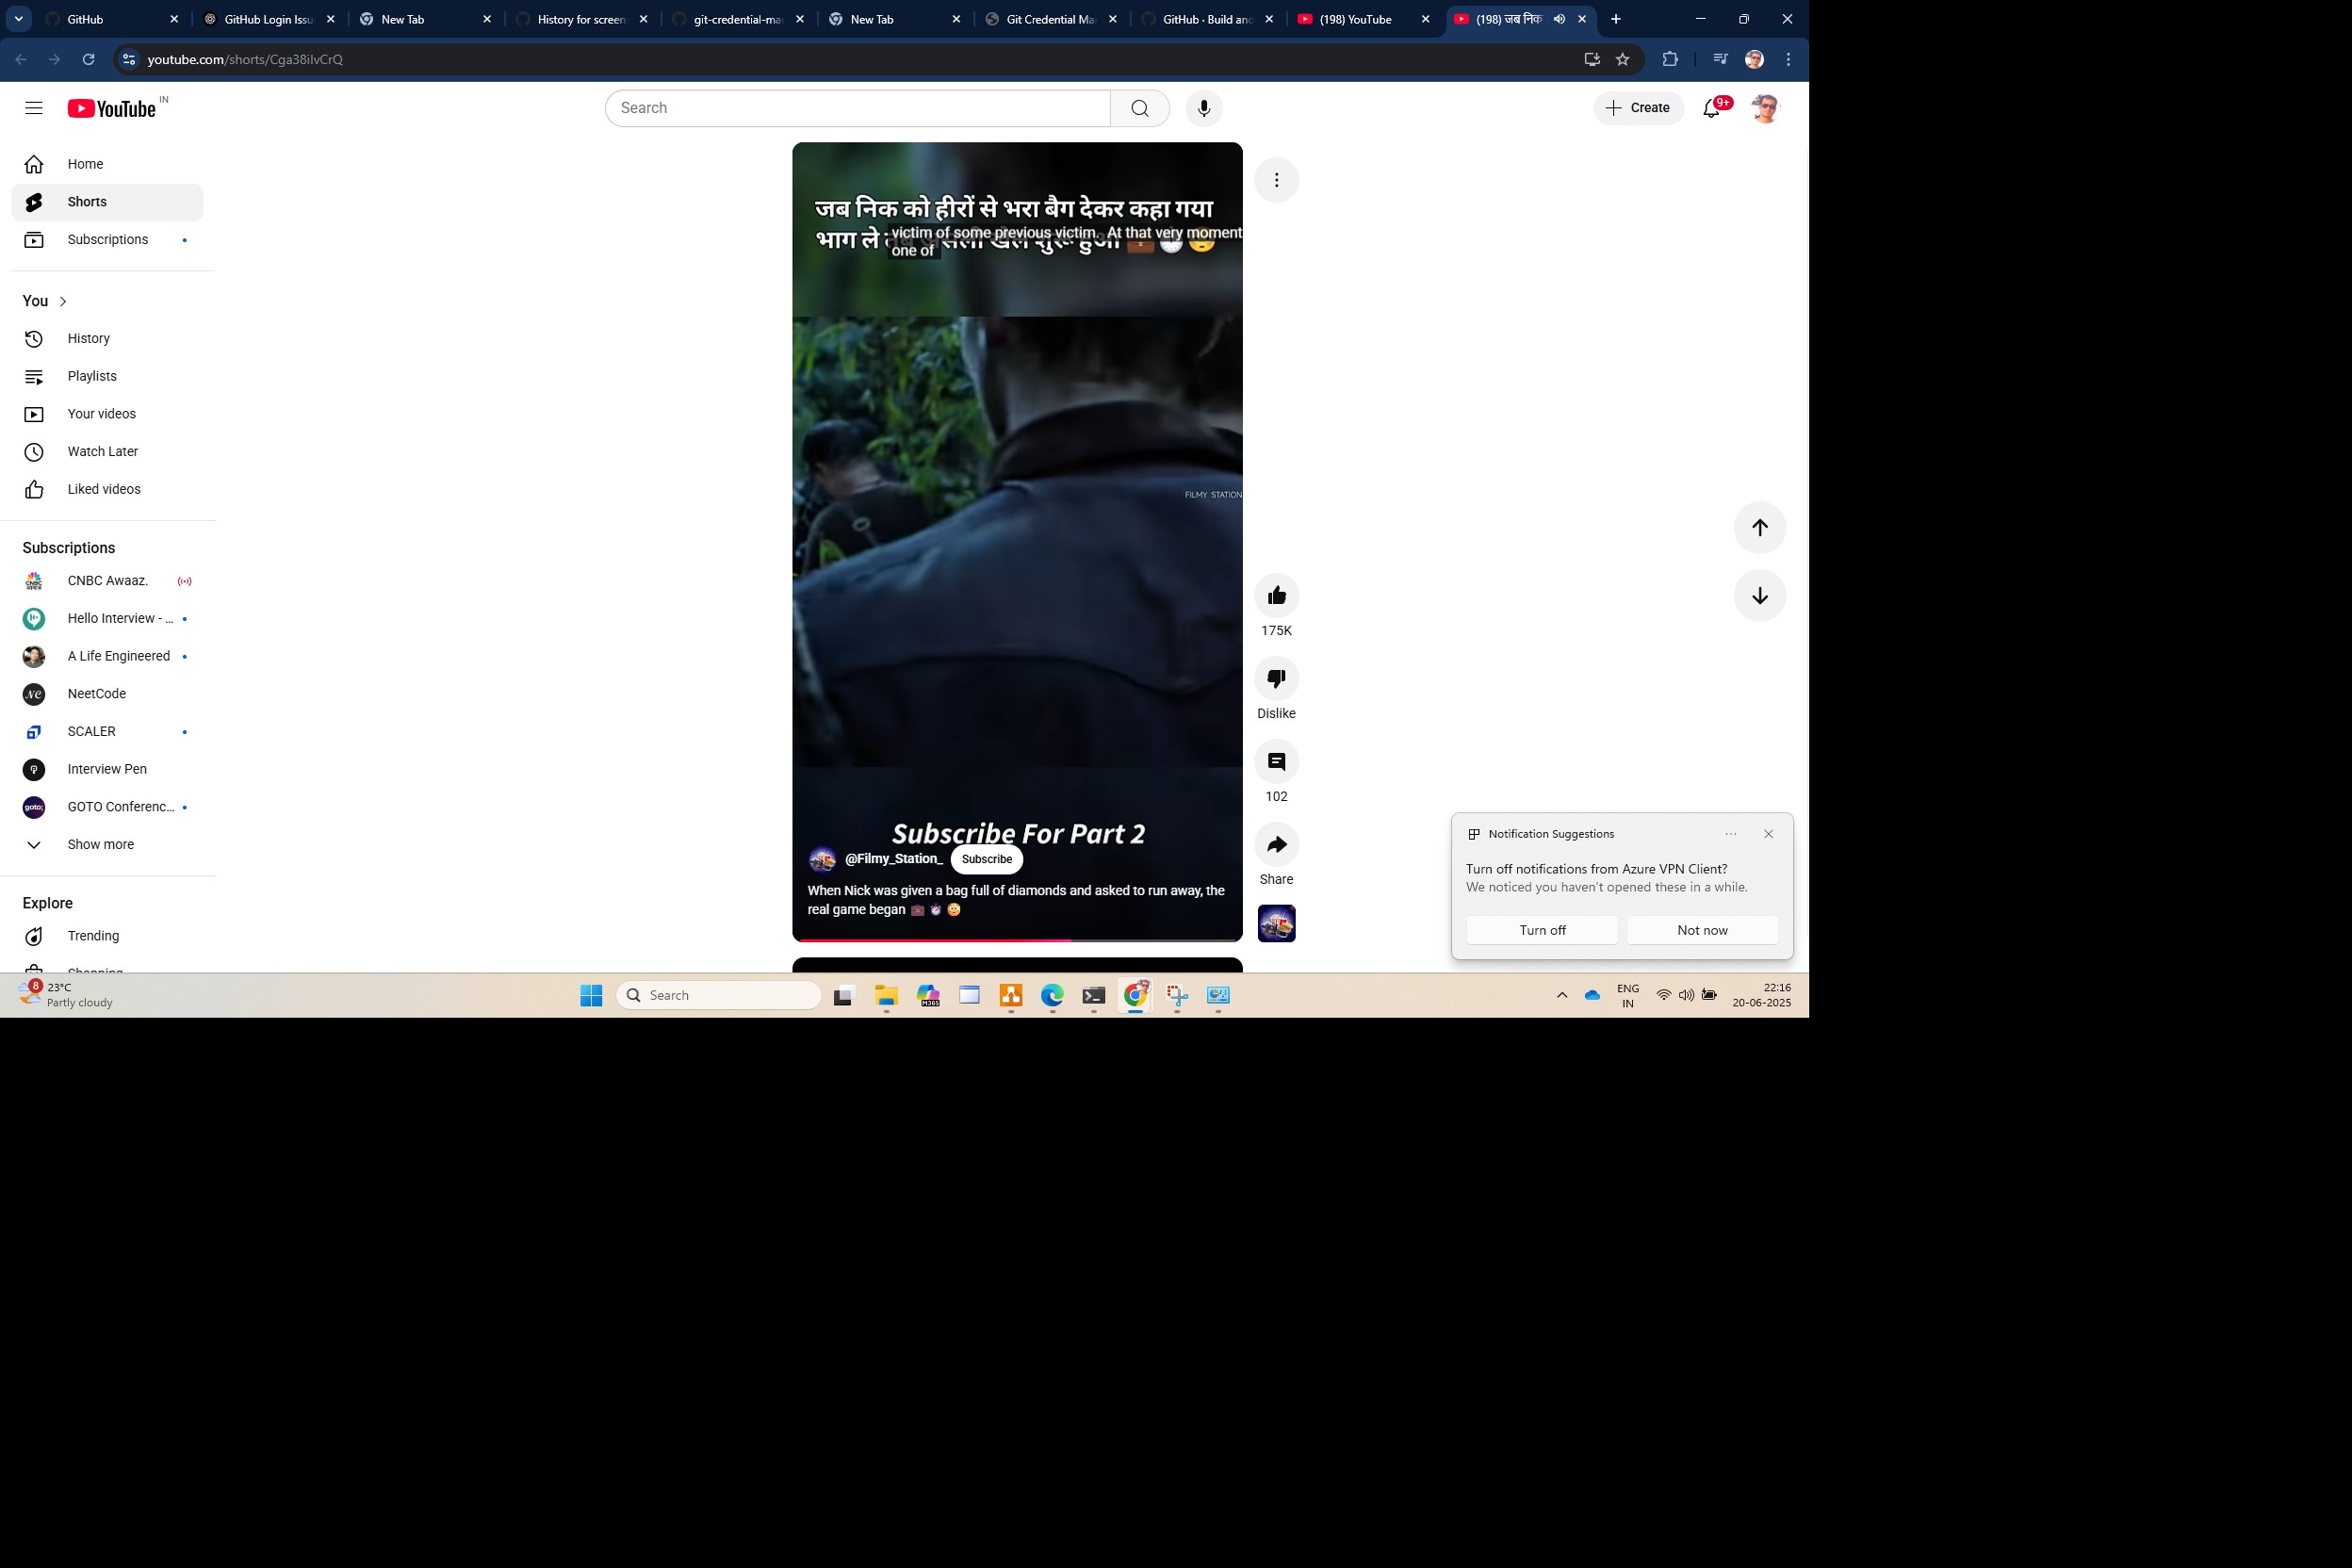 GitHub
GitHub Login Issu
New Tab
History for screen
git-credential-ma
New Tab
Git Credential Ma
GitHub · Build and
(198) YouTube
(198) जब निक
youtube.com/shorts/Cga38ilvCrQ
YouTube IN
Search
Create
9+
Home
Shorts
Subscriptions
You
History
Playlists
Your videos
Watch Later
Liked videos
Subscriptions
CNBC Awaaz.
Hello Interview - ...
A Life Engineered
NeetCode
SCALER
Interview Pen
GOTO Conferenc...
Show more
Explore
Trending
Shopping
जब निक को हीरों से भरा बैग देकर कहा गया
भाग ले असली खेल शुरू हुआ
victim of some previous victim. At that very moment
one of
FILMY STATION
Subscribe For Part 2
@Filmy_Station_ Subscribe
When Nick was given a bag full of diamonds and asked to run away, the
real game began
175K
Dislike
102
Share
Notification Suggestions
Turn off notifications from Azure VPN Client?
We noticed you haven't opened these in a while.
Turn off
Not now
8
23°C
Partly cloudy
Search
M365
ENG
IN
22:16
20-06-2025